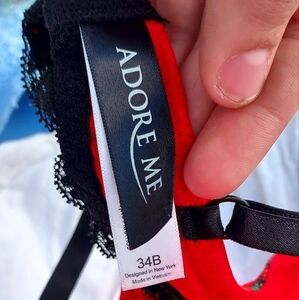 ADORE ME
34B
Designed in New York
Made in Vietnam